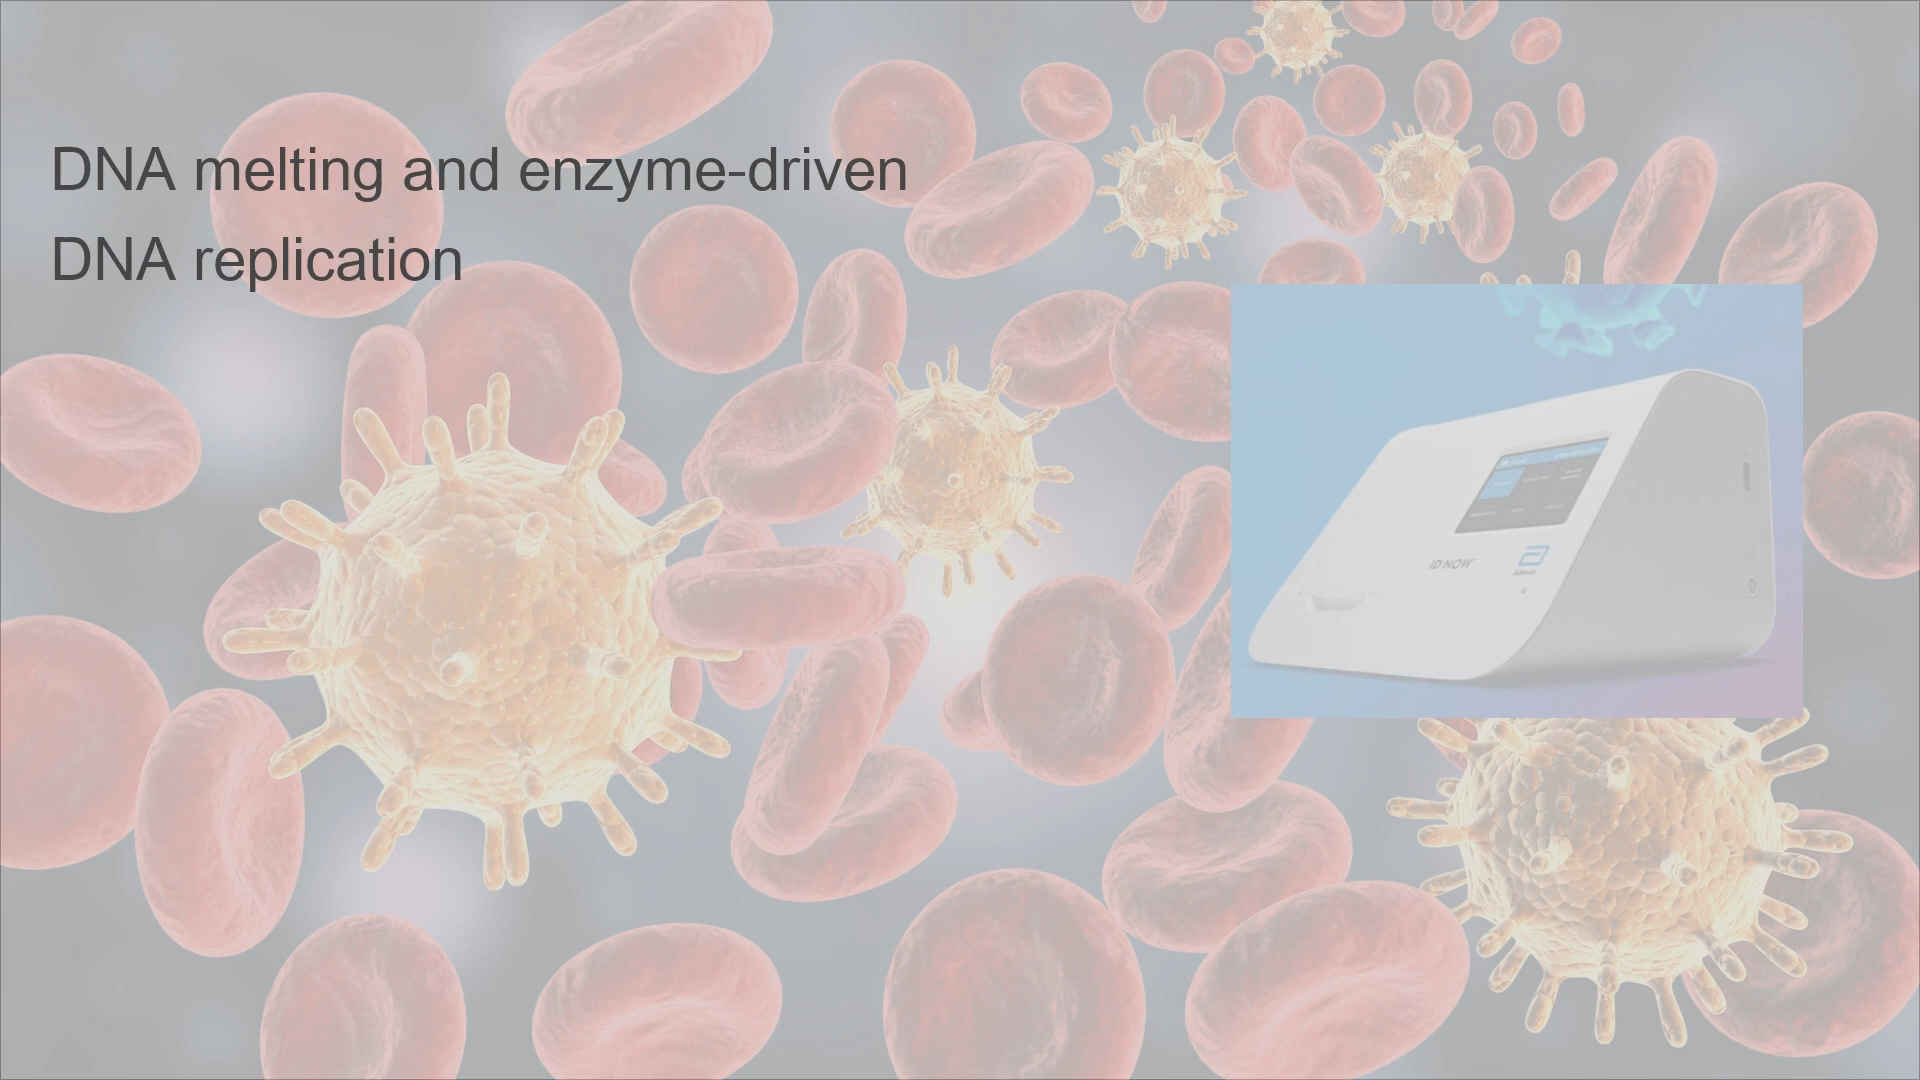 DNA melting and enzyme-driven
DNA replication
ID NOW
Abbott